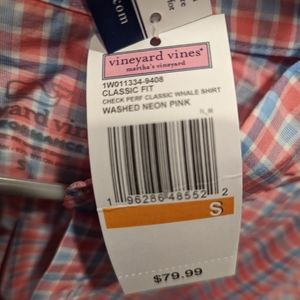 .com
vineyard vines®
martha's vineyard
1W011334-9408
CLASSIC FIT
CHECK PERF CLASSIC WHALE SHIRT
WASHED NEON PINK
1 96286 48552 2
S
$79.99